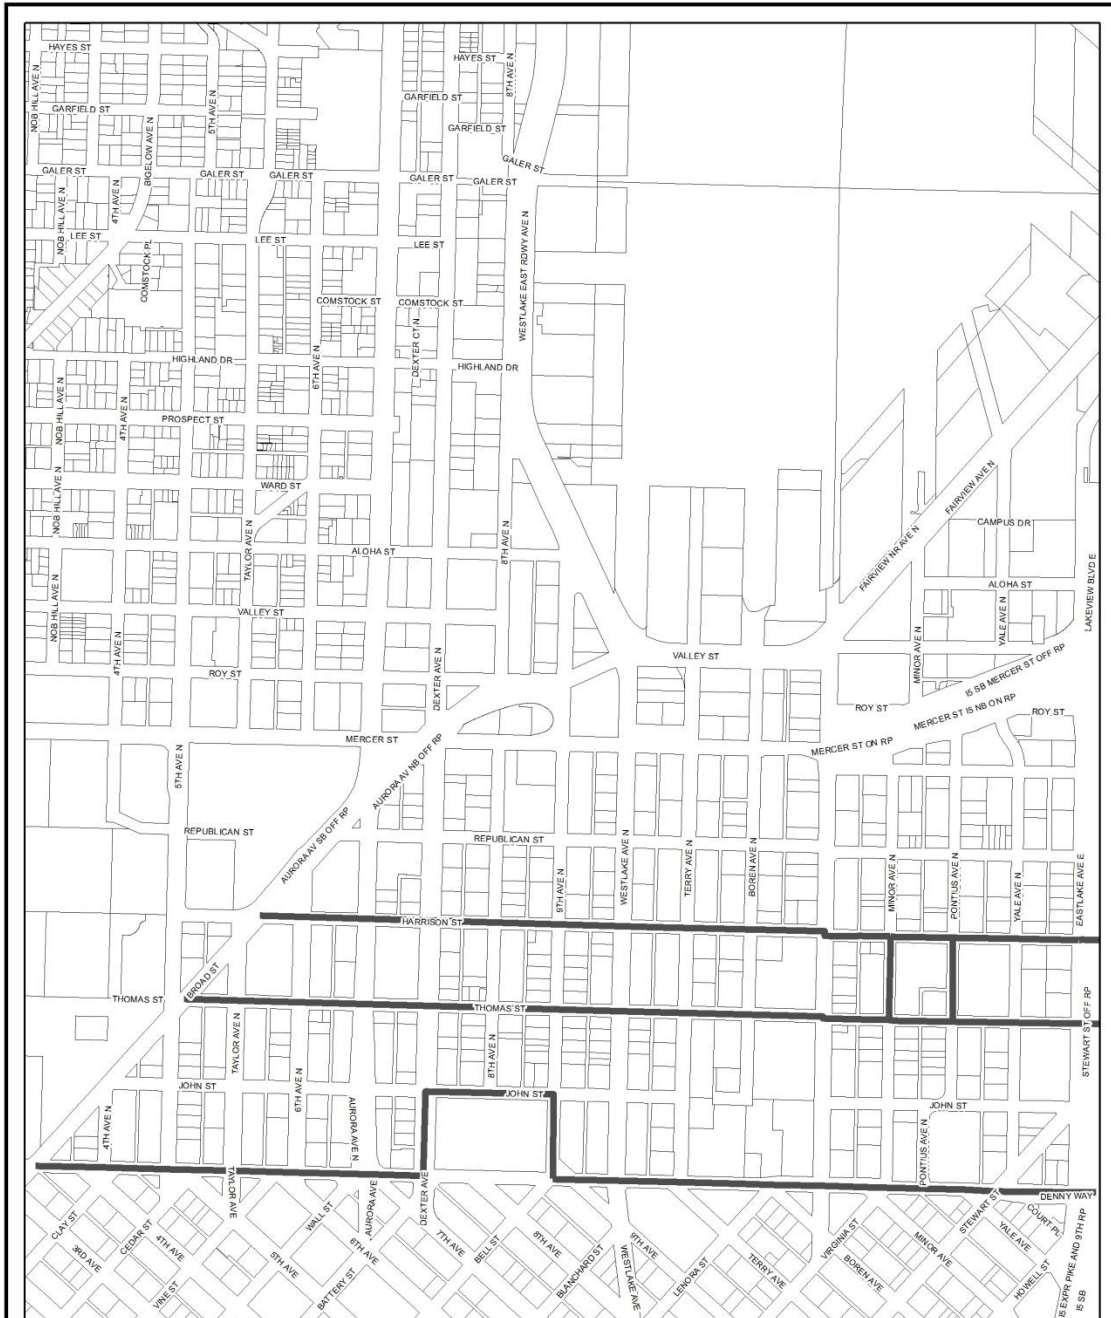 HAYES ST
HAYES ST
NOB HILL AVE N
5TH AVE N
8TH AVE N
GARFIELD ST
GARFIELD ST
GARFIELD ST
BIGELOW AVE N
GALER ST
GALER ST
GALER ST
GALER ST
GALER ST
GALER ST
GALER ST
NOB HILL AVE N
4TH AVE N
LEE ST
LEE ST
LEE ST
COMSTOCK PL
WESTLAKE EAST RDWY AVE N
COMSTOCK ST
COMSTOCK ST
DEXTER CT N
6TH AVE N
HIGHLAND DR
HIGHLAND DR
NOB HILL AVE N
4TH AVE N
PROSPECT ST
NOB HILL AVE N
WARD ST
FAIRVIEW AVE N
CAMPUS DR
TAYLOR AVE N
ALOHA ST
8TH AVE N
FAIRVIEW NR AVE N
ALOHA ST
LAKEVIEW BLVD E
NOB HILL AVE N
VALLEY ST
YALE AVE N
4TH AVE N
MINOR AVE N
VALLEY ST
ROY ST
DEXTER AVE N
I5 SB MERCER ST OFF RP
ROY ST
MERCER ST I5 NB ON RP
ROY ST
MERCER ST
MERCER ST ON RP
5TH AVE N
AURORA AV NB OFF RP
REPUBLICAN ST
AURORA AV SB OFF RP
REPUBLICAN ST
9TH AVE N
WESTLAKE AVE N
TERRY AVE N
BOREN AVE N
MINOR AVE N
PONTIUS AVE N
YALE AVE N
EASTLAKE AVE E
HARRISON ST
BROAD ST
THOMAS ST
THOMAS ST
STEWART ST OFF RP
TAYLOR AVE N
8TH AVE N
6TH AVE N
JOHN ST
JOHN ST
JOHN ST
4TH AVE N
AURORA AVE N
PONTIUS AVE N
DENNY WAY
TAYLOR AVE
AURORA AVE
DEXTER AVE
STEWART ST
COURT PL
CLAY ST
CEDAR ST
WALL ST
7TH AVE
BELL ST
8TH AVE
9TH AVE
VIRGINIA ST
MINOR AVE
YALE AVE
3RD AVE
4TH AVE
5TH AVE
6TH AVE
BLANCHARD ST
WESTLAKE AVE
LENORA ST
TERRY AVE
BOREN AVE
HOWELL ST
VINE ST
BATTERY ST
I5 EXPR PIKE AND 9TH RP
I5 SB